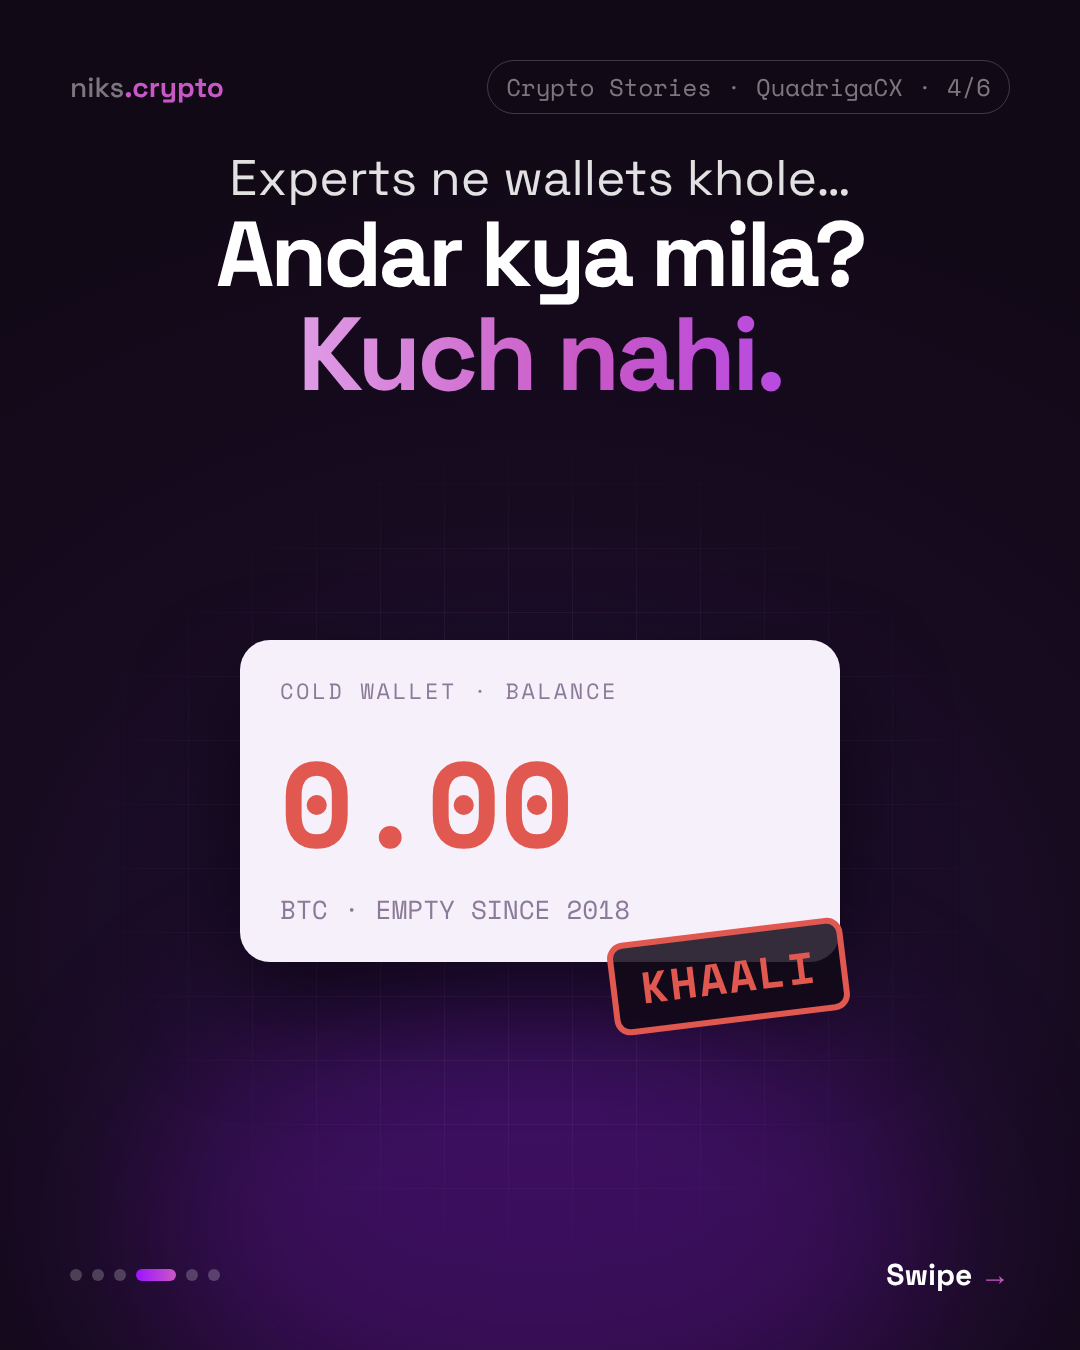 niks.crypto
Crypto Stories · QuadrigaCX · 4/6
Experts ne wallets khole...
Andar kya mila?
Kuch nahi.
COLD WALLET · BALANCE
0.00
BTC · EMPTY SINCE 2018
KHAALI
Swipe →